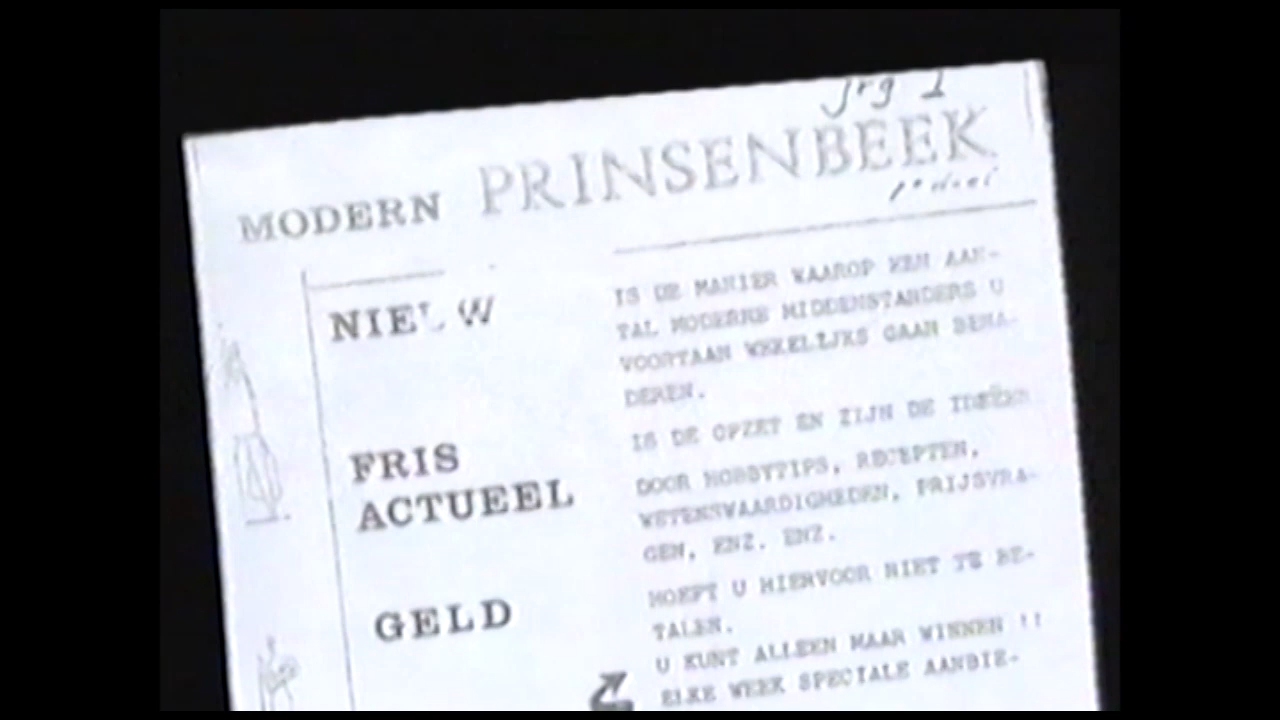 jrg 1
MODERN PRINSENBEEK
NIEUW
IS DE MANIER WAAROP EEN AAN-
TAL MODERNE MIDDENSTANDERS U
VOORTAAN WEKELIJKS GAAN BENA-
DEREN.
FRIS
IS DE OPZET EN ZIJN DE IDEËEN
ACTUEEL
DOOR HOBBYTIPS, RECEPTEN,
WETENSWAARDIGHEDEN, PRIJSVRA-
GEN, ENZ. ENZ.
GELD
HOEFT U HIERVOOR NIET TE BE-
TALEN.
U KUNT ALLEEN MAAR WINNEN !!
ELKE WEEK SPECIALE AANBIE-